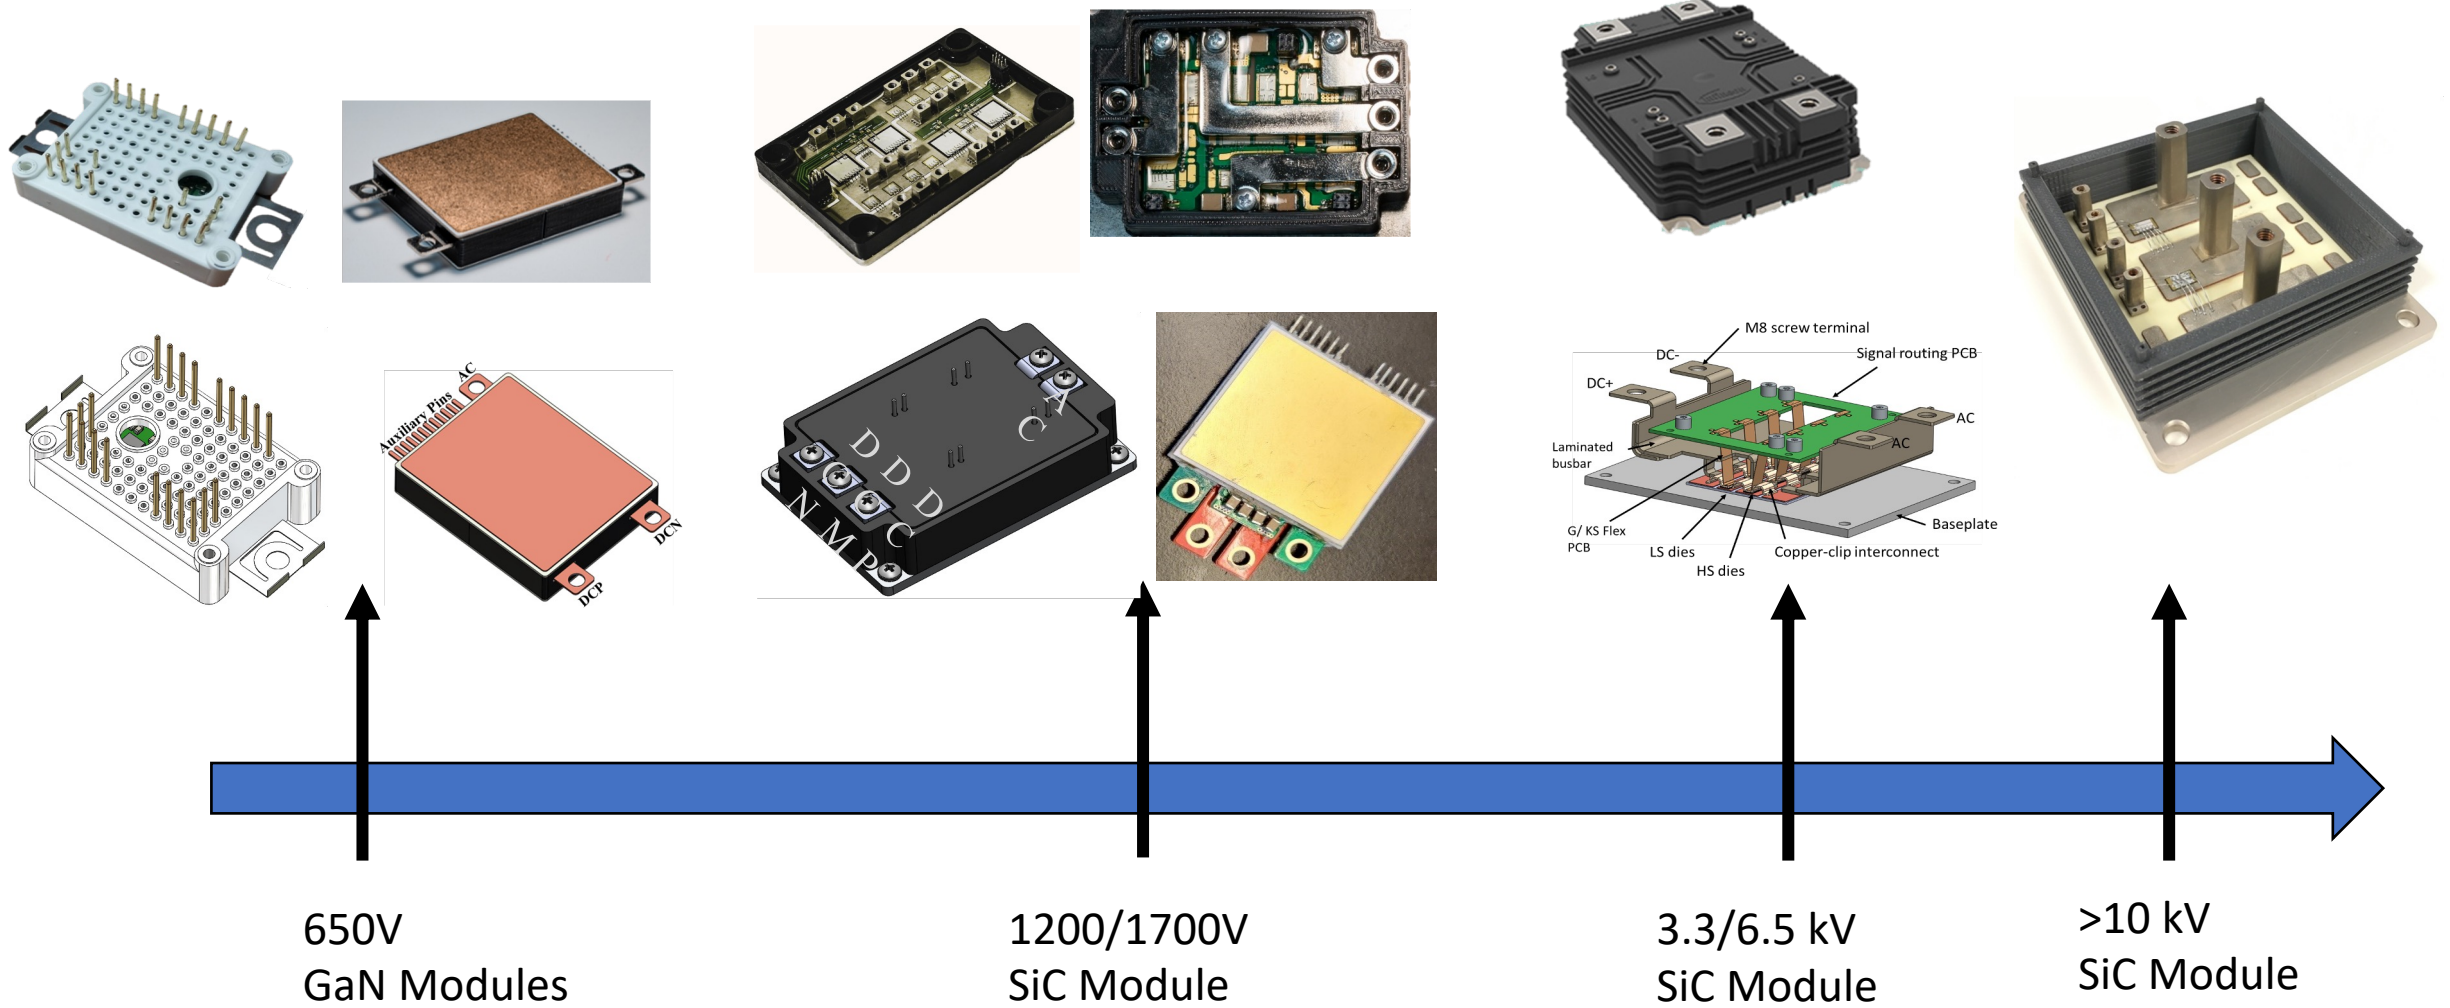 M8 screw terminal
DC-
Signal routing PCB
DC+
AC
AC
Laminated
busbar
G/ KS Flex
PCB
LS dies
HS dies
Copper-clip interconnect
Baseplate
Auxiliary Pins
AC
DCN
DCP
A
C
D D D
C C C
N M P
650V
GaN Modules
1200/1700V
SiC Module
3.3/6.5 kV
SiC Module
>10 kV
SiC Module